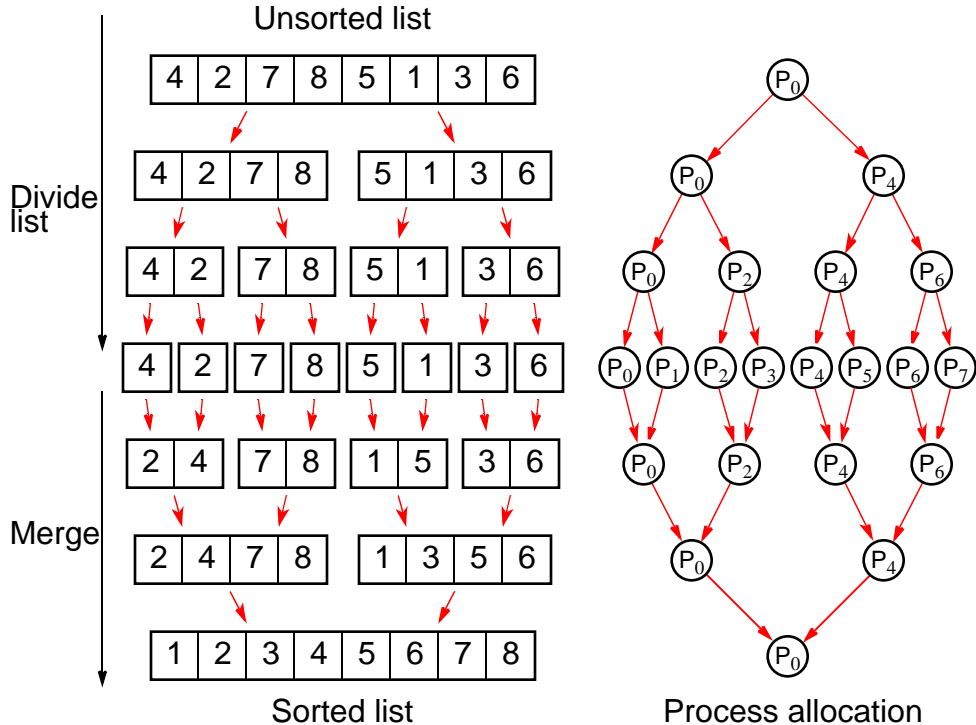 Unsorted list
4 2 7 8 5 1 3 6
P0
4 2 7 8 5 1 3 6
P0 P4
Divide
list
4 2 7 8 5 1 3 6
P0 P2 P4 P6
4 2 7 8 5 1 3 6
P0 P1 P2 P3 P4 P5 P6 P7
2 4 7 8 1 5 3 6
P0 P2 P4 P6
Merge
2 4 7 8 1 3 5 6
P0 P4
1 2 3 4 5 6 7 8
P0
Sorted list
Process allocation